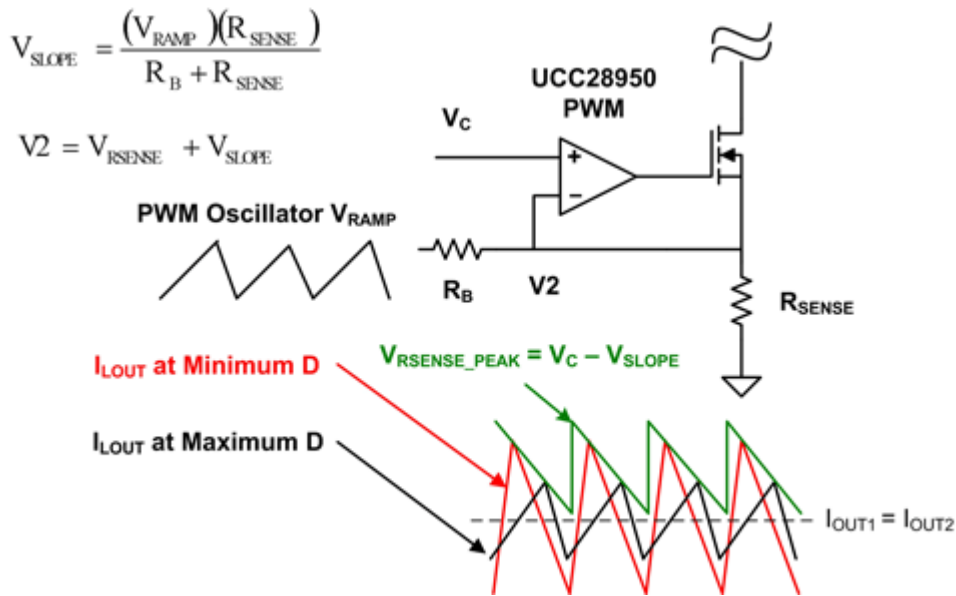 V_SLOPE = (V_RAMP)(R_SENSE) / R_B + R_SENSE
V2 = V_RSENSE + V_SLOPE
UCC28950
PWM
V_C
+
−
PWM Oscillator V_RAMP
R_B
V2
R_SENSE
V_RSENSE_PEAK = V_C – V_SLOPE
I_LOUT at Minimum D
I_LOUT at Maximum D
I_OUT1 = I_OUT2